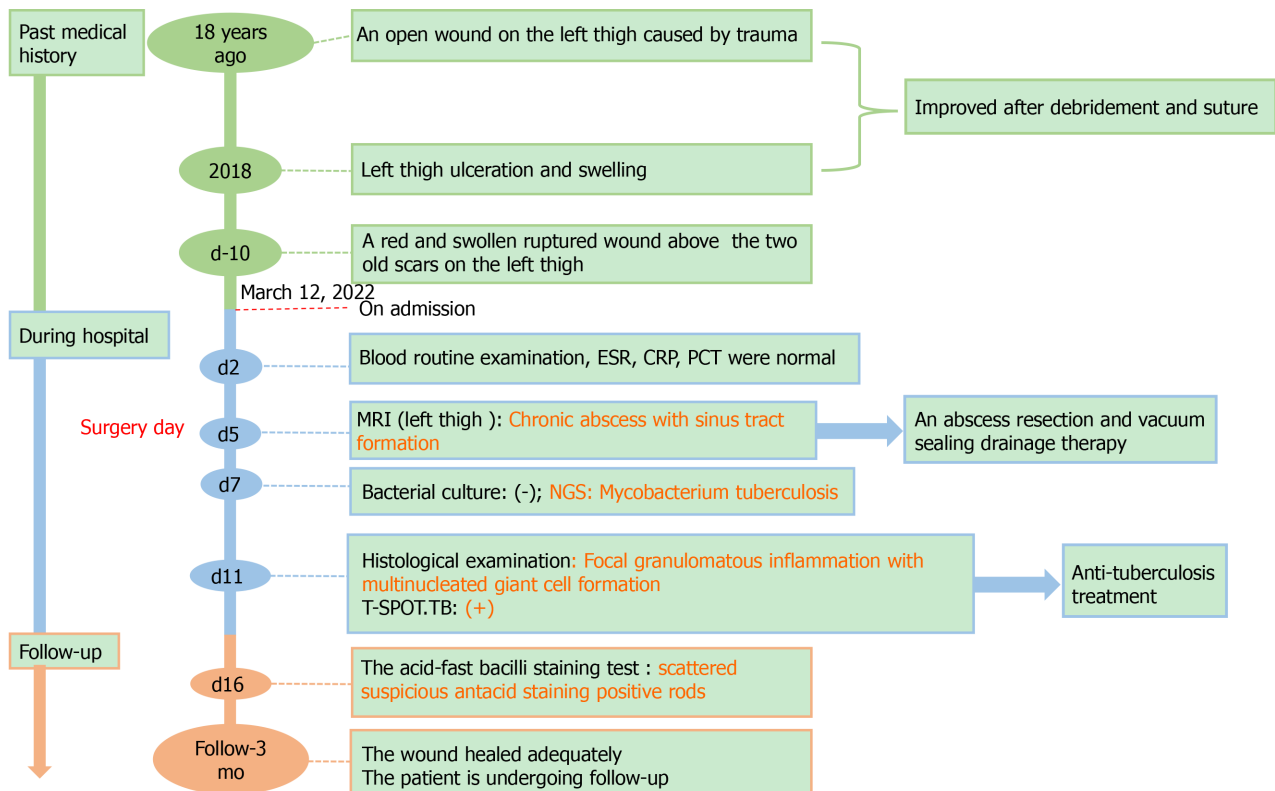 Past medical
history
18 years
ago
An open wound on the left thigh caused by trauma
Improved after debridement and suture
2018
Left thigh ulceration and swelling
d-10
A red and swollen ruptured wound above the two
old scars on the left thigh
March 12, 2022
On admission
During hospital
d2
Blood routine examination, ESR, CRP, PCT were normal
Surgery day
d5
MRI (left thigh ): Chronic abscess with sinus tract
formation
An abscess resection and vacuum
sealing drainage therapy
d7
Bacterial culture: (-); NGS: Mycobacterium tuberculosis
d11
Histological examination: Focal granulomatous inflammation with
multinucleated giant cell formation
T-SPOT.TB: (+)
Anti-tuberculosis
treatment
Follow-up
d16
The acid-fast bacilli staining test : scattered
suspicious antacid staining positive rods
Follow-3
mo
The wound healed adequately
The patient is undergoing follow-up